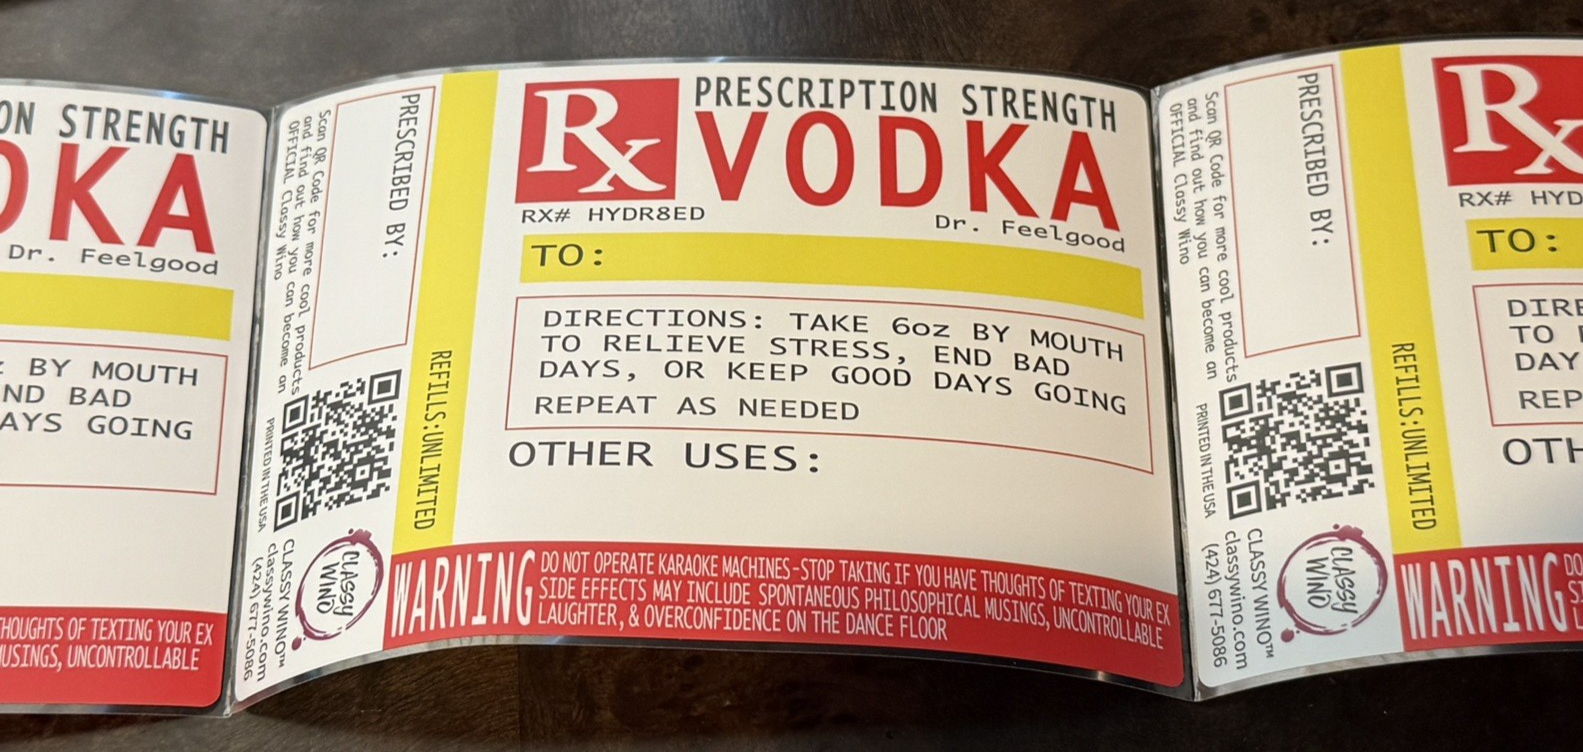 ON STRENGTH
DKA
Dr. Feelgood
Z BY MOUTH
ND BAD
AYS GOING
HOUGHTS OF TEXTING YOUR EX
USINGS, UNCONTROLLABLE
PRESCRIBED BY:
Scan QR Code for more cool products
and find out how you can become an
OFFICIAL Classy Wino
PRINTED IN THE USA
CLASSY WINO™
classywino.com
(424) 677-5086
CLASSY
WINO
REFILLS:UNLIMITED
Rx
PRESCRIPTION STRENGTH
VODKA
RX# HYDR8ED
Dr. Feelgood
TO:
DIRECTIONS: TAKE 6oz BY MOUTH
TO RELIEVE STRESS, END BAD
DAYS, OR KEEP GOOD DAYS GOING
REPEAT AS NEEDED
OTHER USES:
WARNING
DO NOT OPERATE KARAOKE MACHINES-STOP TAKING IF YOU HAVE THOUGHTS OF TEXTING YOUR EX
SIDE EFFECTS MAY INCLUDE SPONTANEOUS PHILOSOPHICAL MUSINGS, UNCONTROLLABLE
LAUGHTER, & OVERCONFIDENCE ON THE DANCE FLOOR
PRESCRIBED BY:
Scan QR Code for more cool products
and find out how you can become an
OFFICIAL Classy Wino
PRINTED IN THE USA
CLASSY WINO™
classywino.com
(424) 677-5086
CLASSY
WINO
REFILLS:UNLIMITED
Rx
RX# HYD
TO:
DIRE
TO
DAY
REP
OTH
WARNING
DO